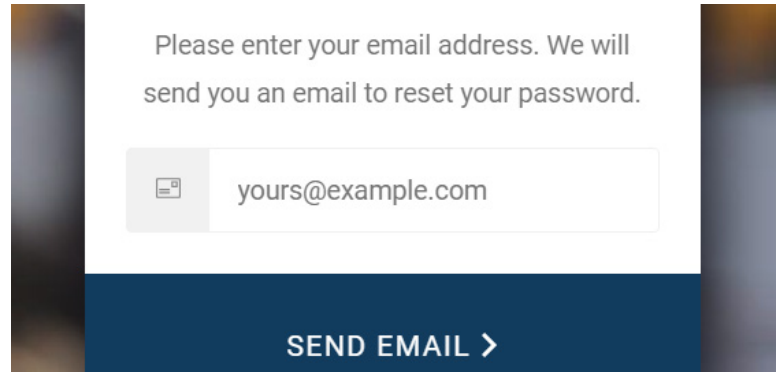 Please enter your email address. We will
send you an email to reset your password.
yours@example.com
SEND EMAIL >